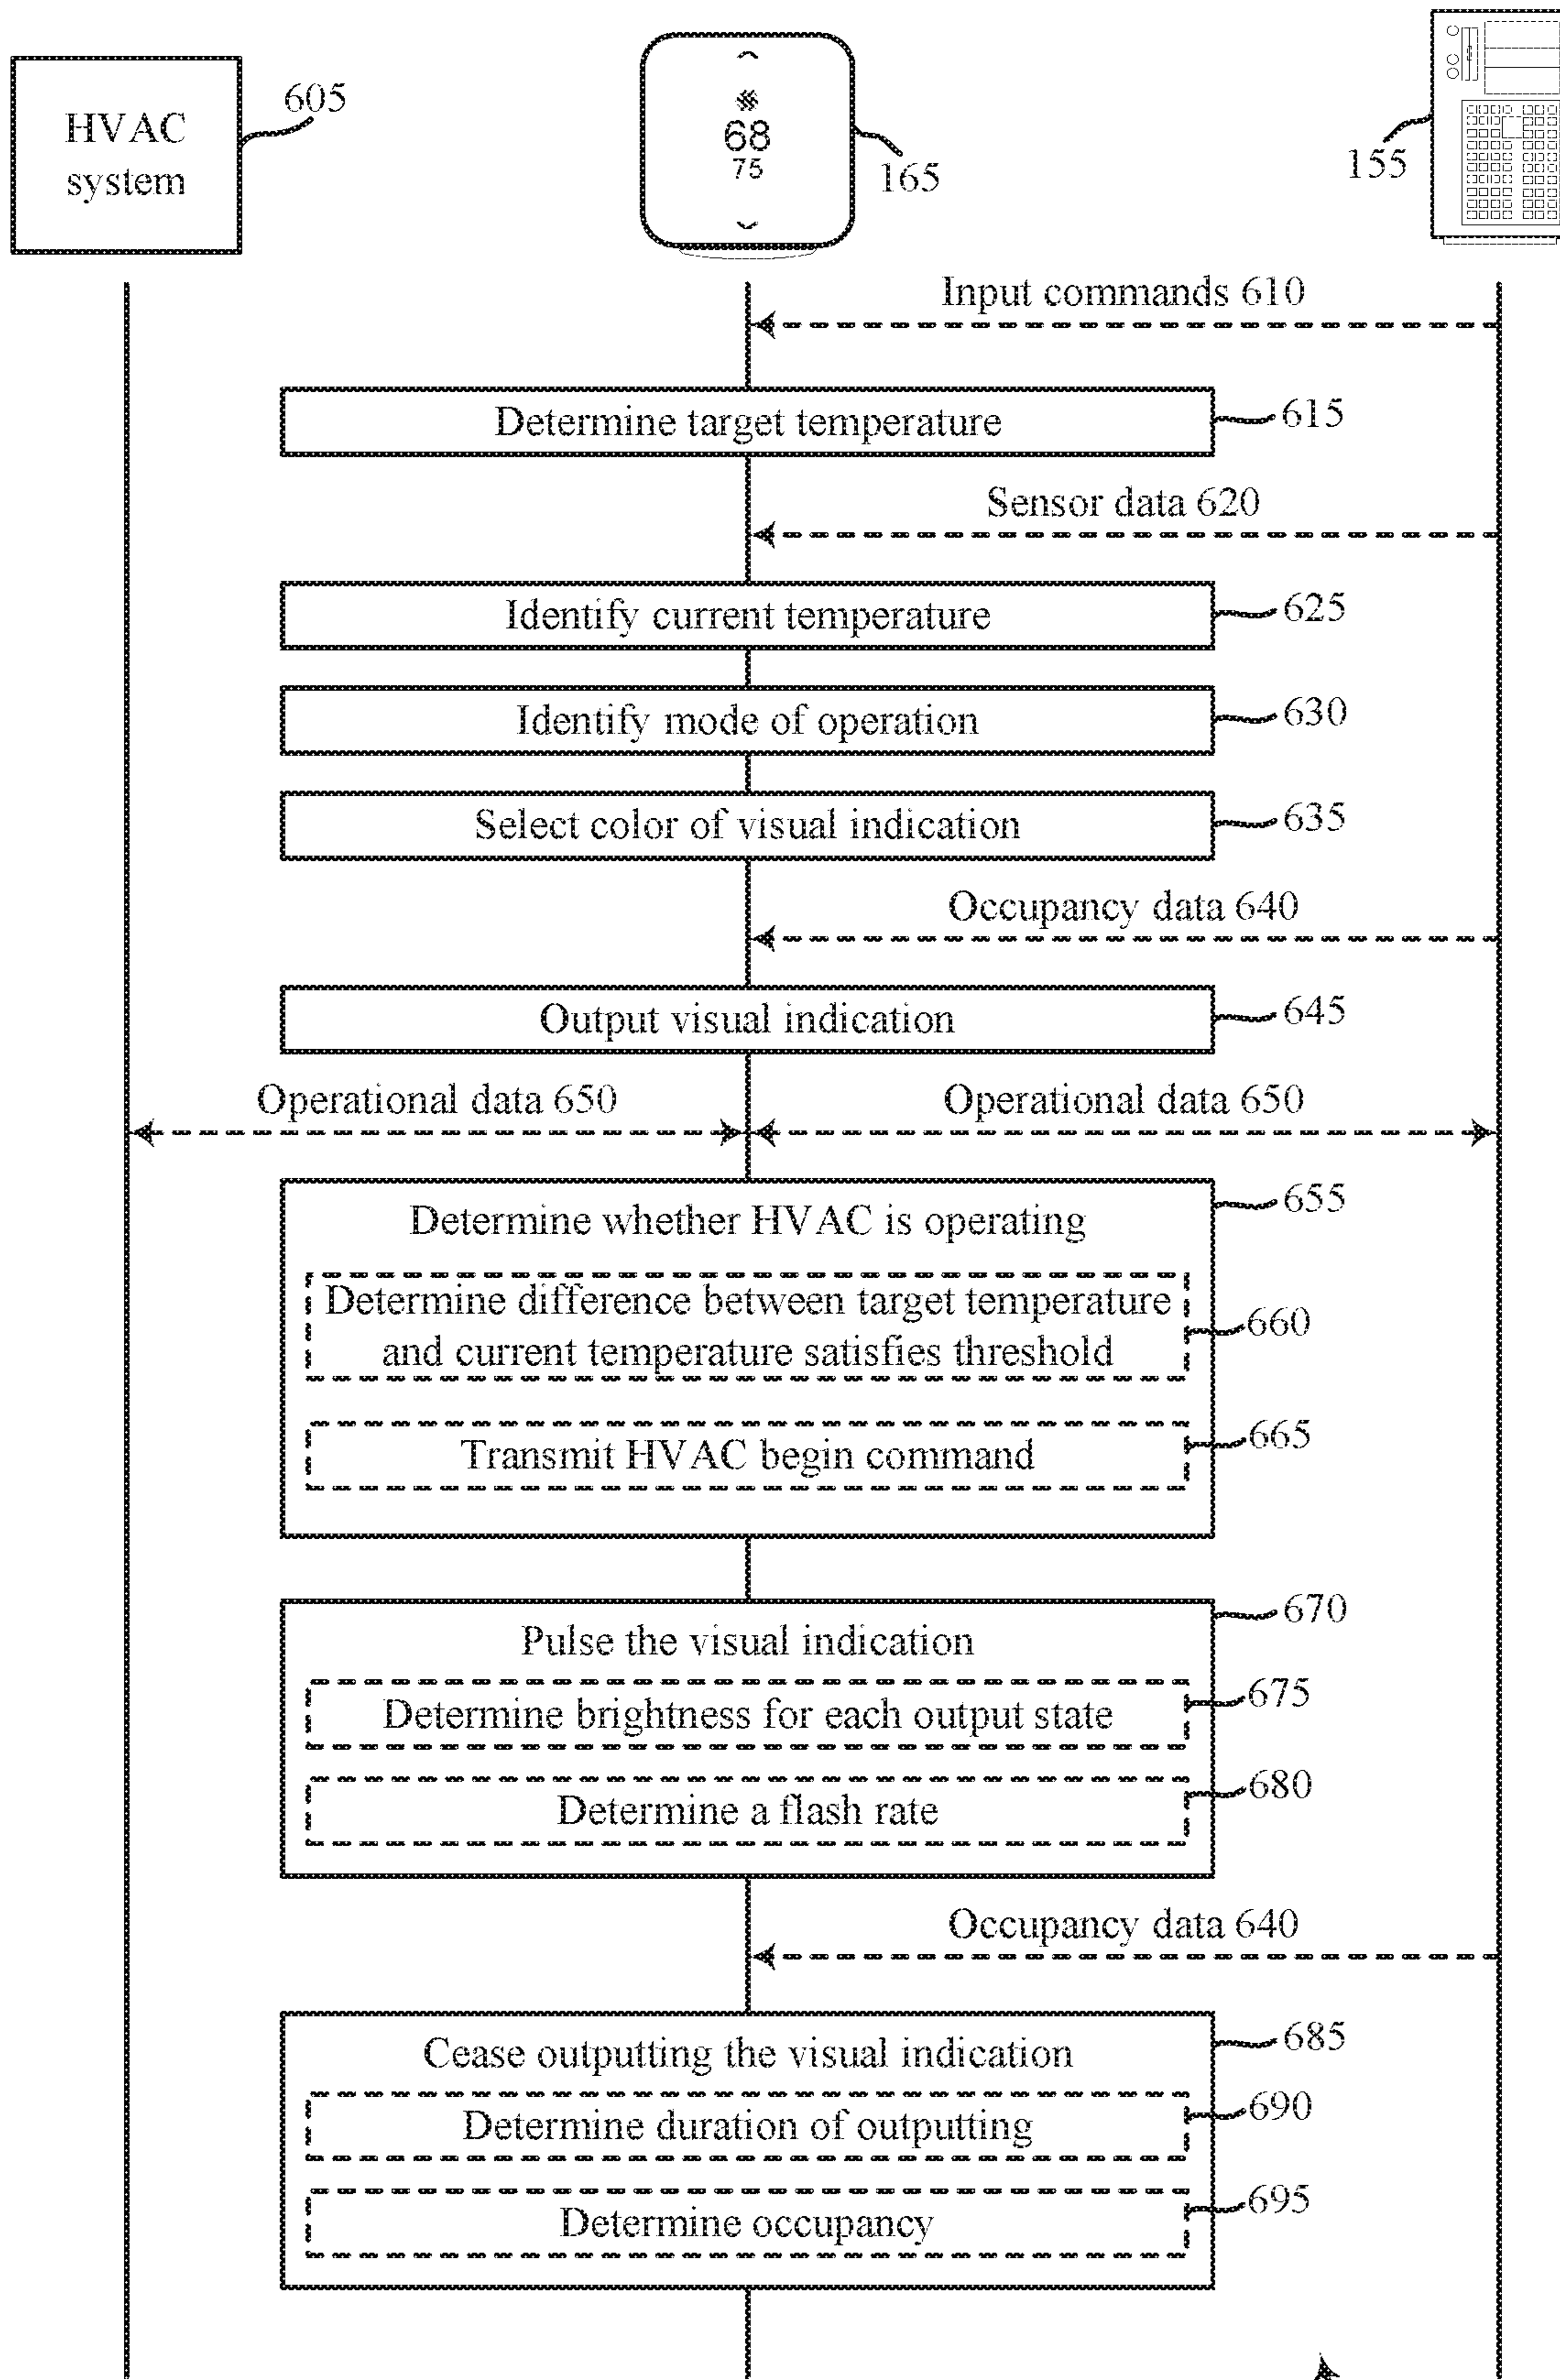 HVAC
system
605
68
75
165
155
Input commands 610
Determine target temperature
615
Sensor data 620
Identify current temperature
625
Identify mode of operation
630
Select color of visual indication
635
Occupancy data 640
Output visual indication
645
Operational data 650
Operational data 650
Determine whether HVAC is operating
655
Determine difference between target temperature
and current temperature satisfies threshold
660
Transmit HVAC begin command
665
Pulse the visual indication
670
Determine brightness for each output state
675
Determine a flash rate
680
Occupancy data 640
Cease outputting the visual indication
685
Determine duration of outputting
690
Determine occupancy
695